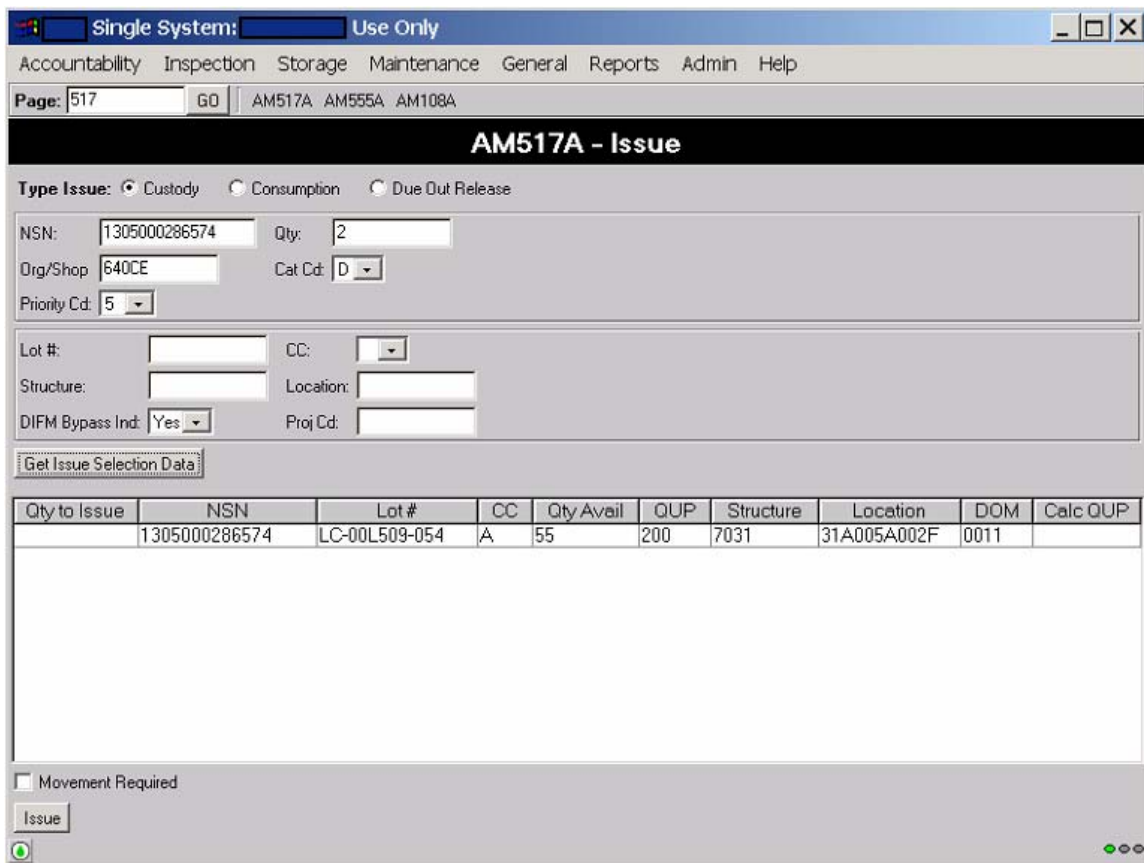 Single System: Use Only
Accountability Inspection Storage Maintenance General Reports Admin Help
Page: 517 GO AM517A AM555A AM108A
AM517A - Issue
Type Issue: Custody Consumption Due Out Release
NSN: 1305000286574 Qty: 2
Org/Shop 640CE Cat Cd: D
Priority Cd: 5
Lot #: CC:
Structure: Location:
DIFM Bypass Ind: Yes Proj Cd:
Get Issue Selection Data
Qty to Issue NSN Lot # CC Qty Avail QUP Structure Location DOM Calc QUP
1305000286574 LC-00L509-054 A 55 200 7031 31A005A002F 0011
Movement Required
Issue